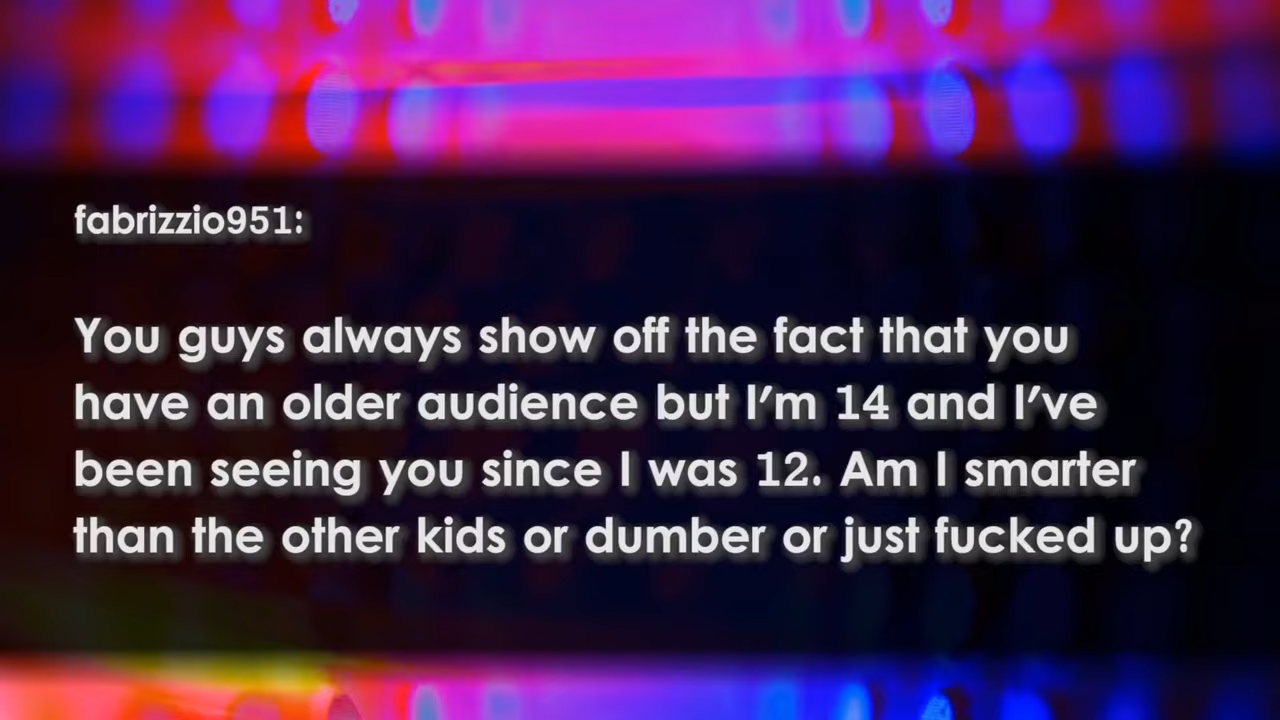 fabrizzio951:
You guys always show off the fact that you
have an older audience but I'm 14 and I've
been seeing you since I was 12. Am I smarter
than the other kids or dumber or just fucked up?